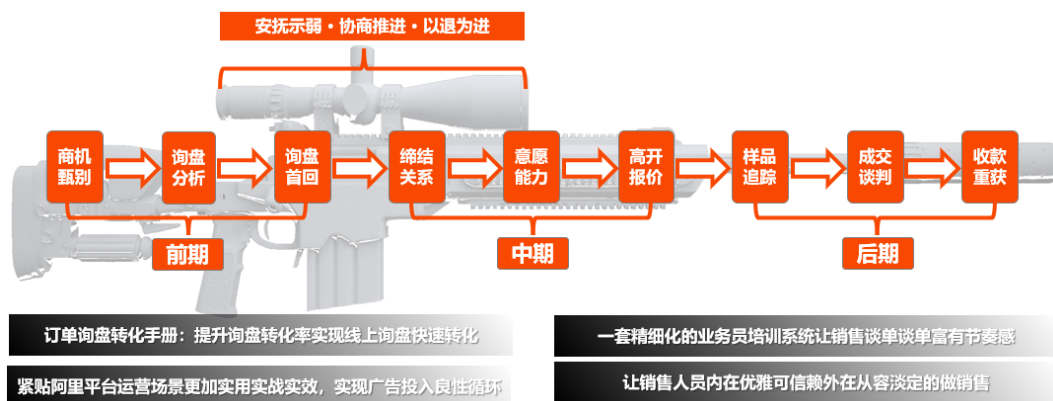 安抚示弱·协商推进·以退为进
商机
甄别
询盘
分析
询盘
首回
缔结
关系
意愿
能力
高开
报价
样品
追踪
成交
谈判
收款
重获
前期
中期
后期
订单询盘转化手册：提升询盘转化率实现线上询盘快速转化
一套精细化的业务员培训系统让销售谈单谈单富有节奏感
紧贴阿里平台运营场景更加实用实战实效，实现广告投入良性循环
让销售人员内在优雅可信赖外在从容淡定的做销售